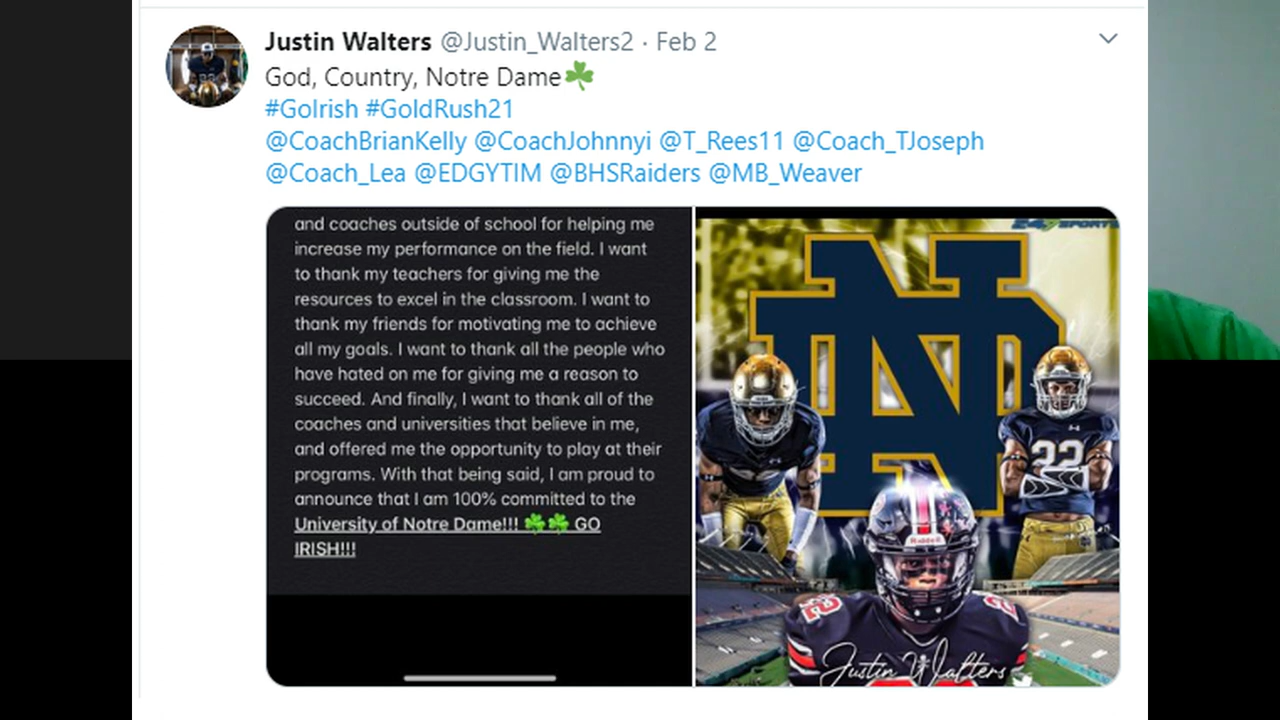 Justin Walters @Justin_Walters2 · Feb 2
God, Country, Notre Dame☘
#GoIrish #GoldRush21
@CoachBrianKelly @CoachJohnnyi @T_Rees11 @Coach_TJoseph
@Coach_Lea @EDGYTIM @BHSRaiders @MB_Weaver
and coaches outside of school for helping me
increase my performance on the field. I want
to thank my teachers for giving me the
resources to excel in the classroom. I want to
thank my friends for motivating me to achieve
all my goals. I want to thank all the people who
have hated on me for giving me a reason to
succeed. And finally, I want to thank all of the
coaches and universities that believe in me,
and offered me the opportunity to play at their
programs. With that being said, I am proud to
announce that I am 100% committed to the
University of Notre Dame!!! ☘☘ GO
IRISH!!!
247SPORTS
ND
22
Riddell
22
Justin Walters